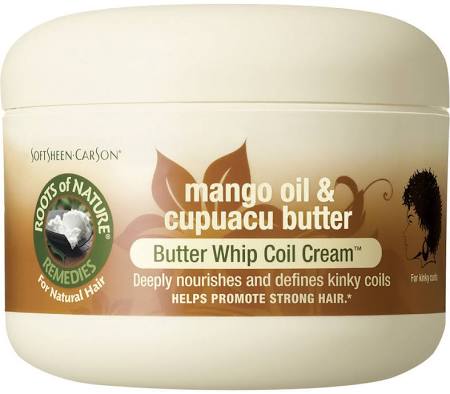 SOFTSHEEN·CARSON®
ROOTS of NATURE®
REMEDIES
For Natural Hair
mango oil &
cupuacu butter
Butter Whip Coil Cream™
Deeply nourishes and defines kinky coils
HELPS PROMOTE STRONG HAIR.*
For kinky coils